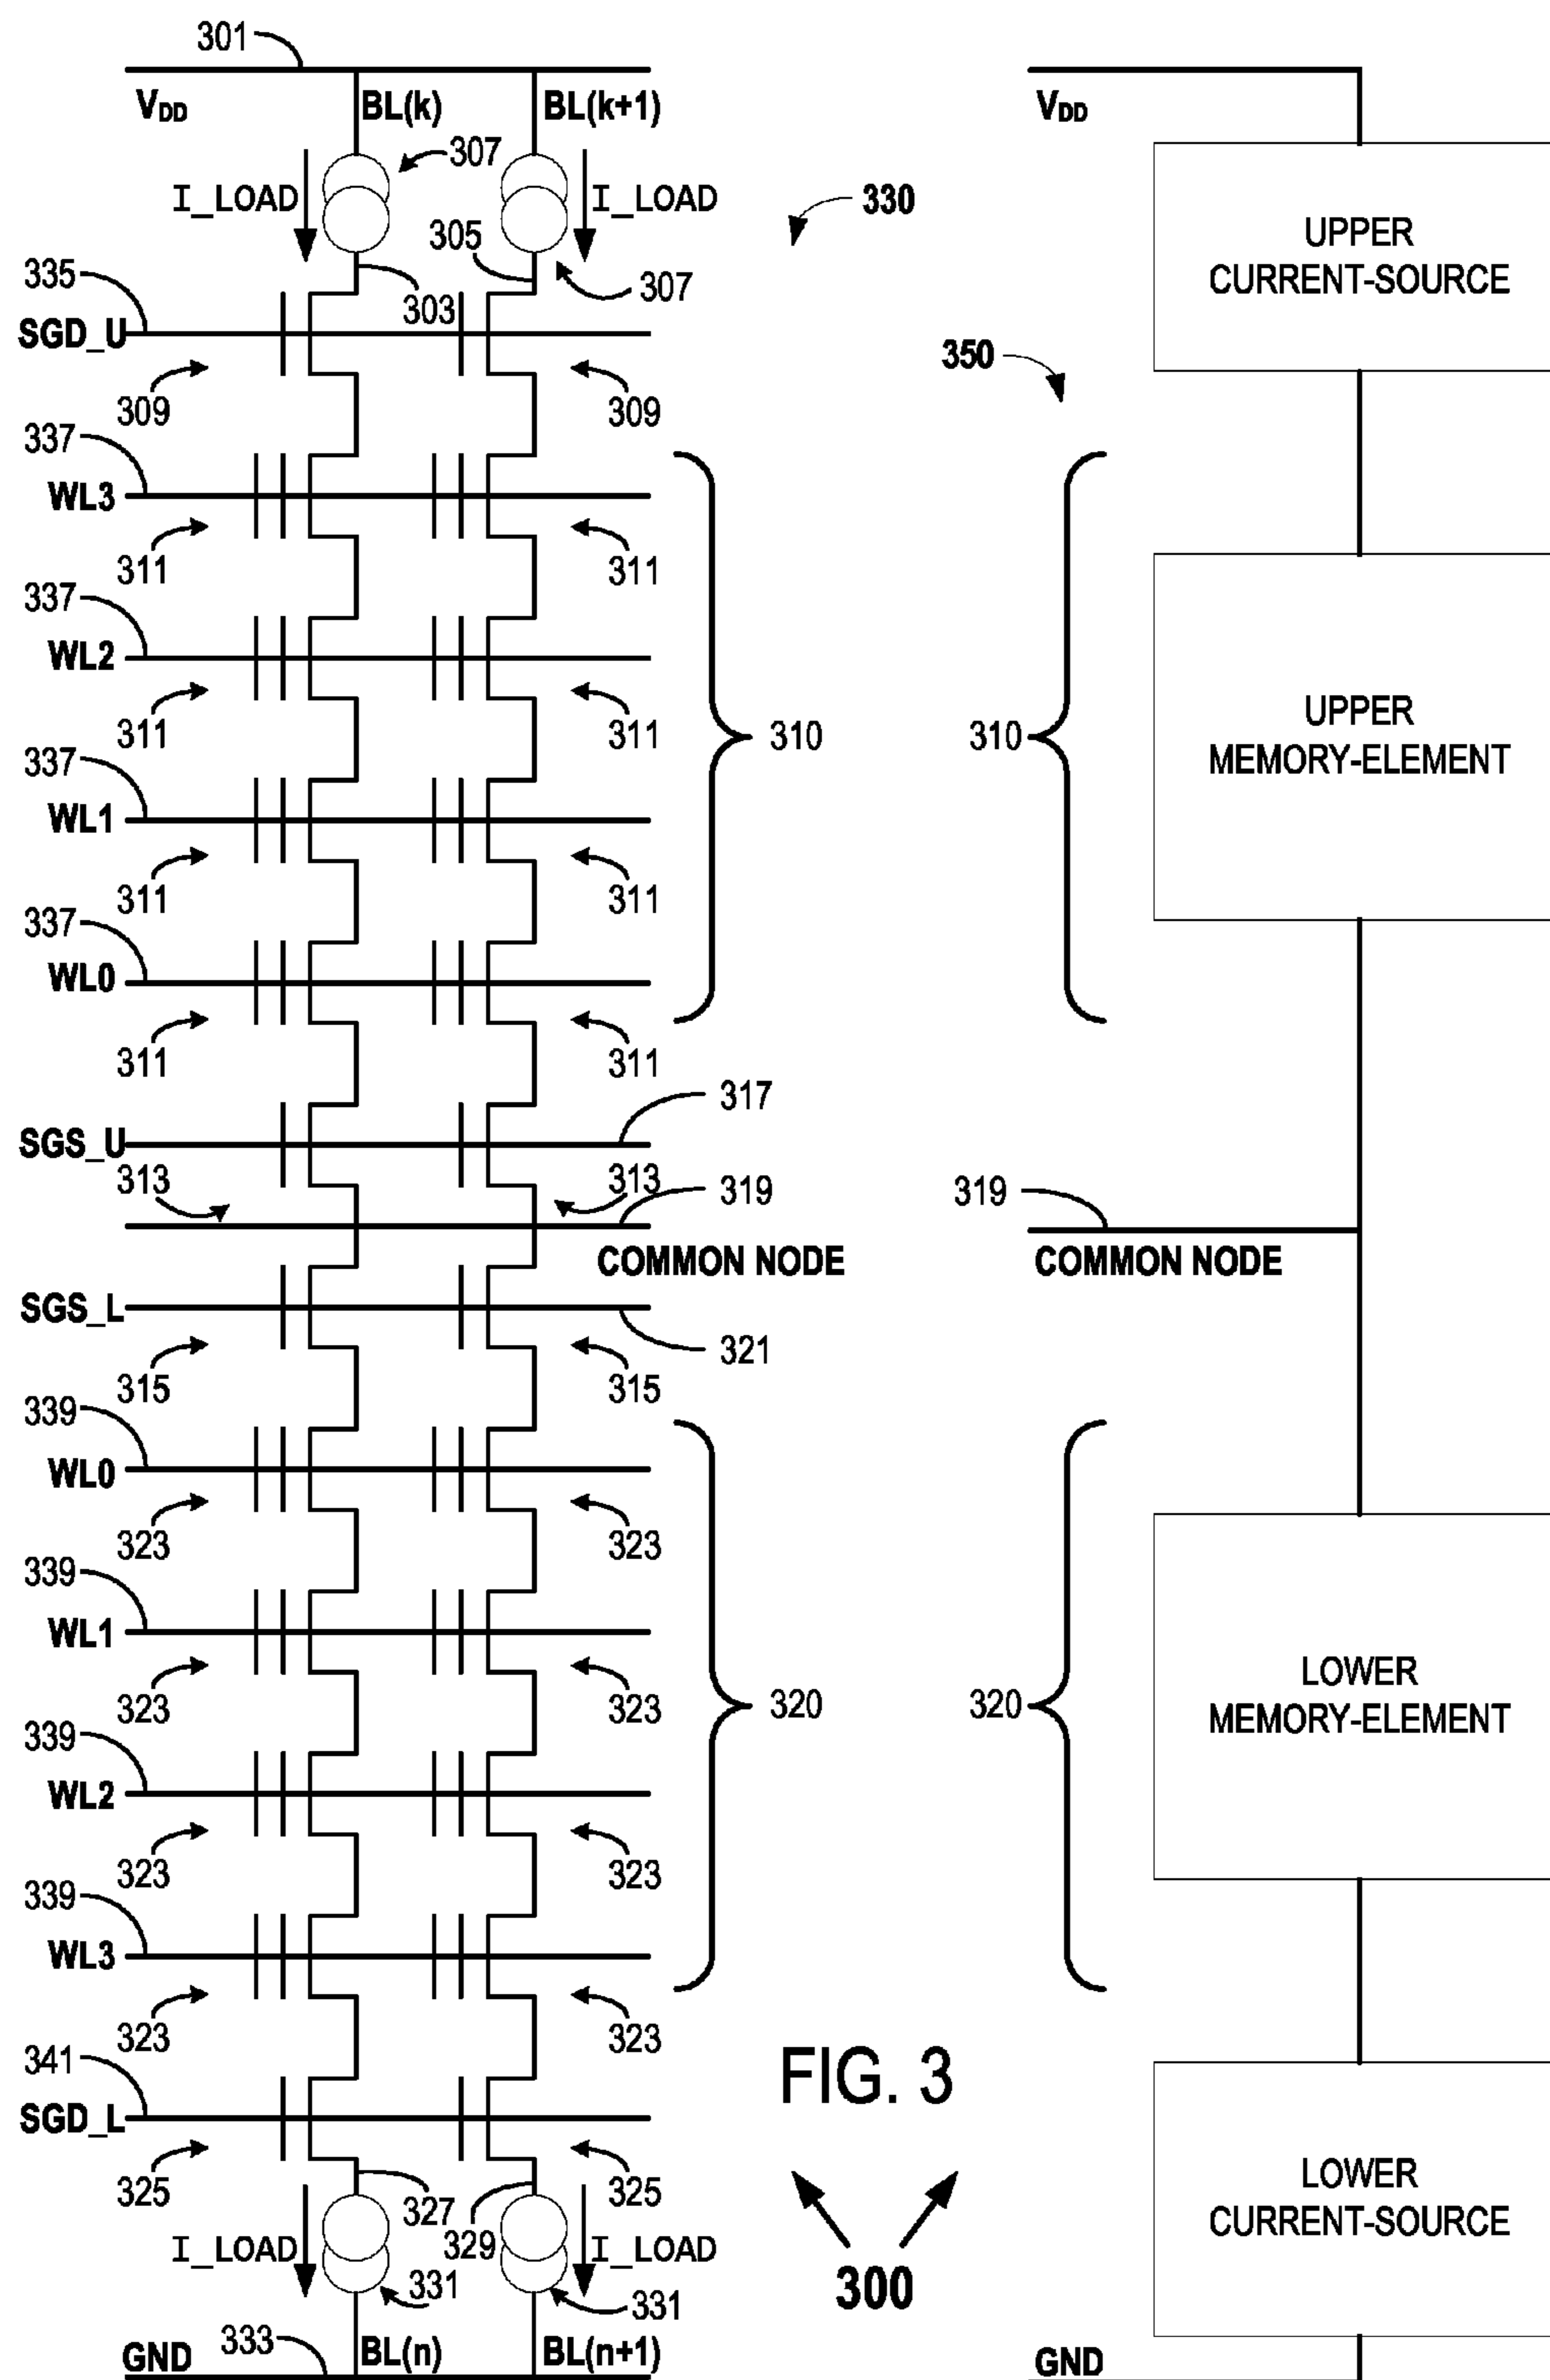 301
V_DD
BL(k)
BL(k+1)
V_DD
307
I_LOAD
I_LOAD
330
UPPER
CURRENT-SOURCE
305
335
303
307
SGD_U
350
309
309
337
WL3
311
311
337
WL2
311
311
310
310
UPPER
MEMORY-ELEMENT
337
WL1
311
311
337
WL0
311
311
317
SGS_U
313
313
319
319
COMMON NODE
COMMON NODE
SGS_L
321
315
315
339
WL0
323
323
339
WL1
323
323
320
320
LOWER
MEMORY-ELEMENT
339
WL2
323
323
339
WL3
323
323
341
FIG. 3
SGD_L
325
327
329
325
LOWER
CURRENT-SOURCE
I_LOAD
I_LOAD
331
331
300
GND
333
BL(n)
BL(n+1)
GND